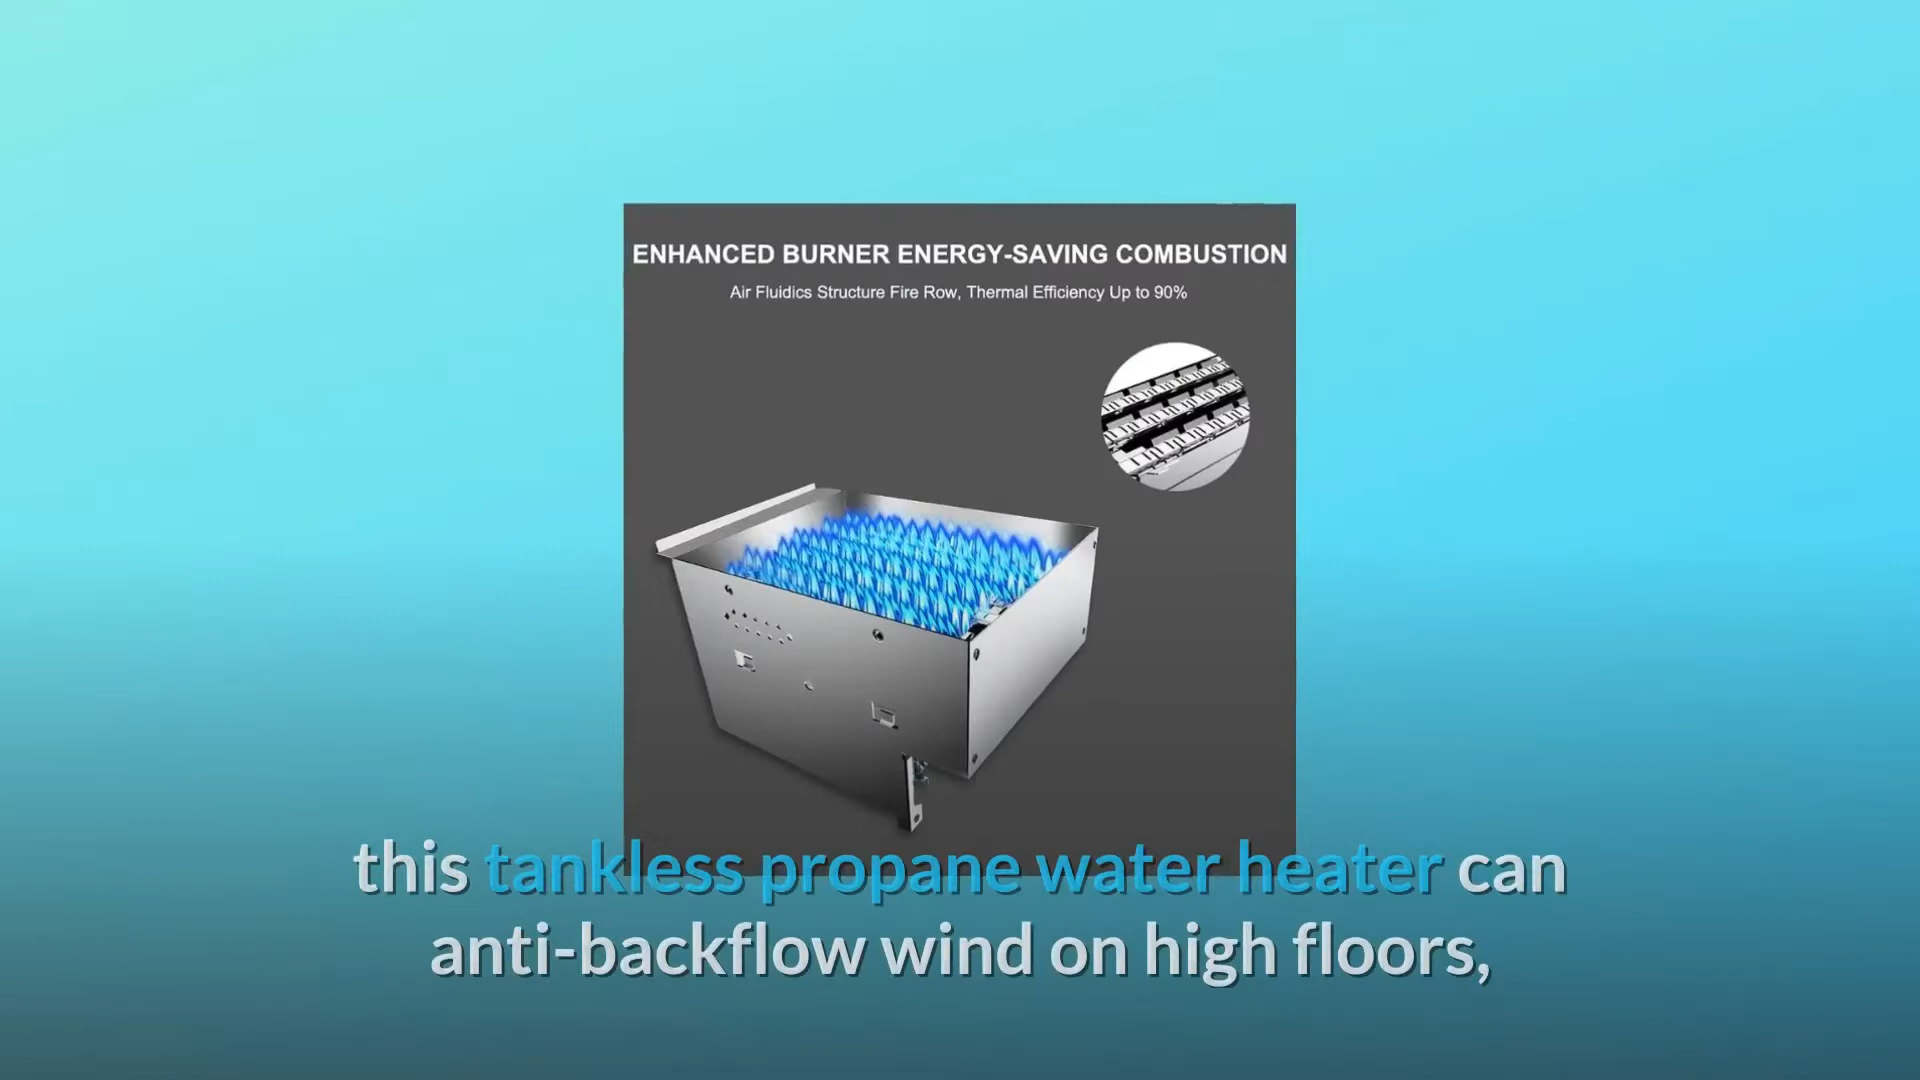 ENHANCED BURNER ENERGY-SAVING COMBUSTION
Air Fluidics Structure Fire Row, Thermal Efficiency Up to 90%
this tankless propane water heater can
anti-backflow wind on high floors,